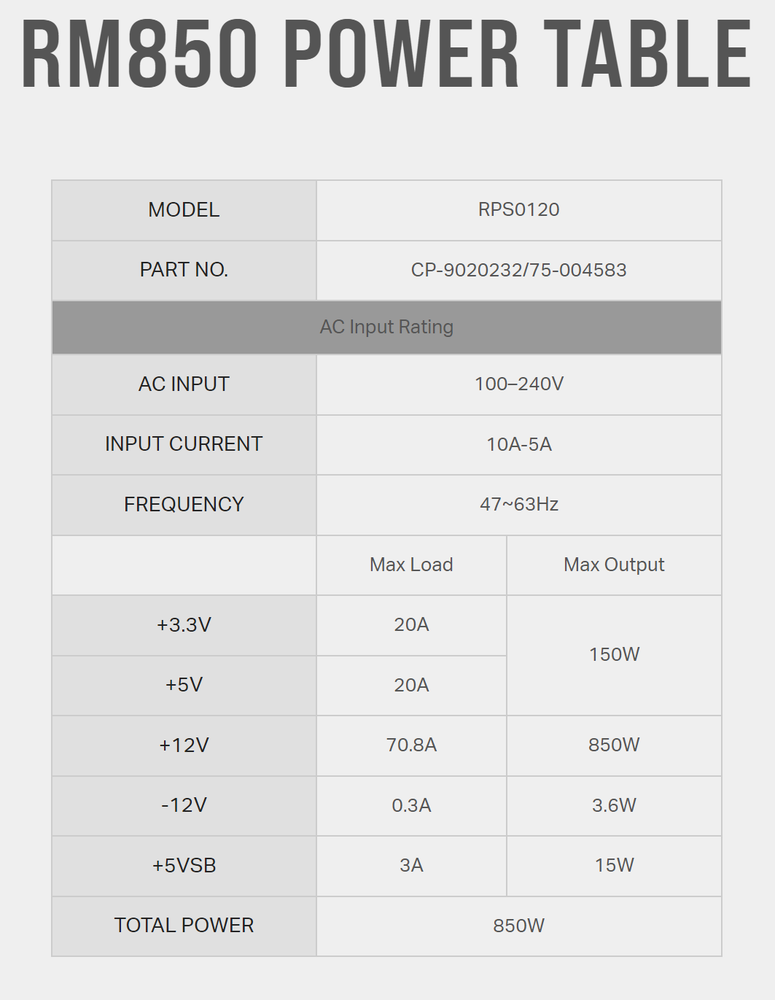 RM850 POWER TABLE
MODEL RPS0120
PART NO. CP-9020232/75-004583
AC Input Rating
AC INPUT 100–240V
INPUT CURRENT 10A-5A
FREQUENCY 47~63Hz
Max Load Max Output
+3.3V 20A
150W
+5V 20A
+12V 70.8A 850W
-12V 0.3A 3.6W
+5VSB 3A 15W
TOTAL POWER 850W